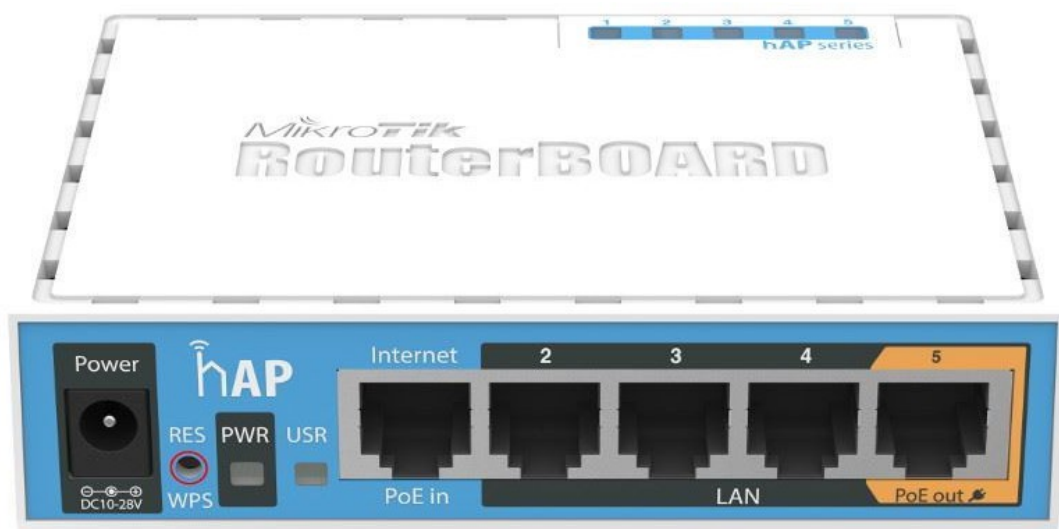 1 2 3 4 5
hAP series
MikroTik
RouterBOARD
Power
hAP
Internet
2 3 4 5
RES PWR USR
WPS
DC10-28V
PoE in
LAN
PoE out